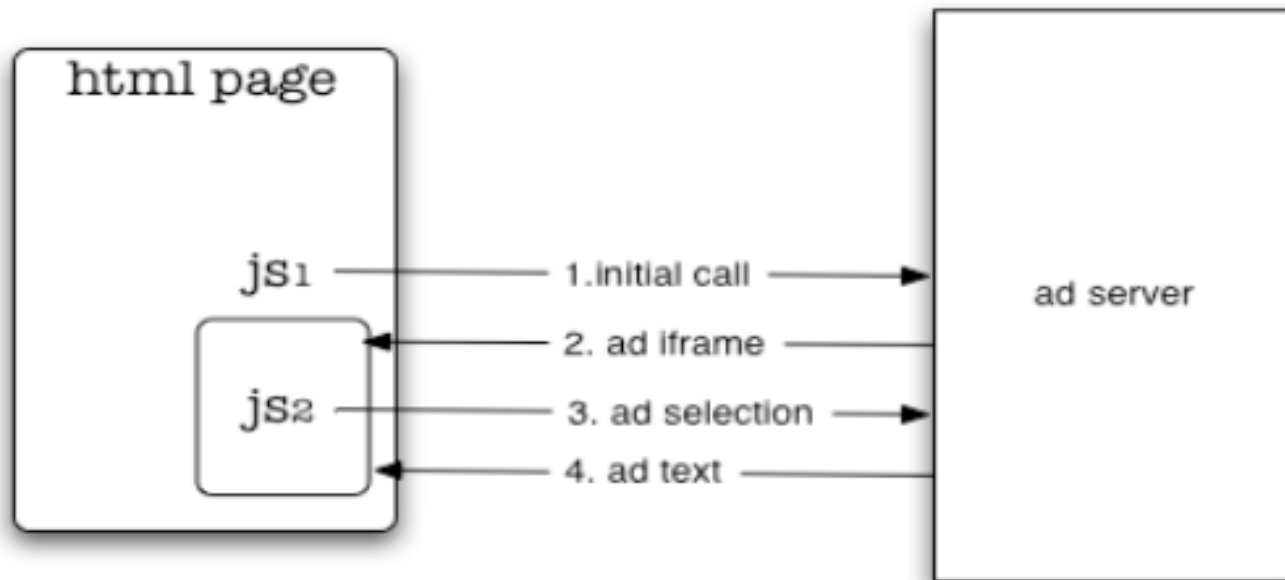 html page
js1
1.initial call
ad server
2. ad iframe
js2
3. ad selection
4. ad text